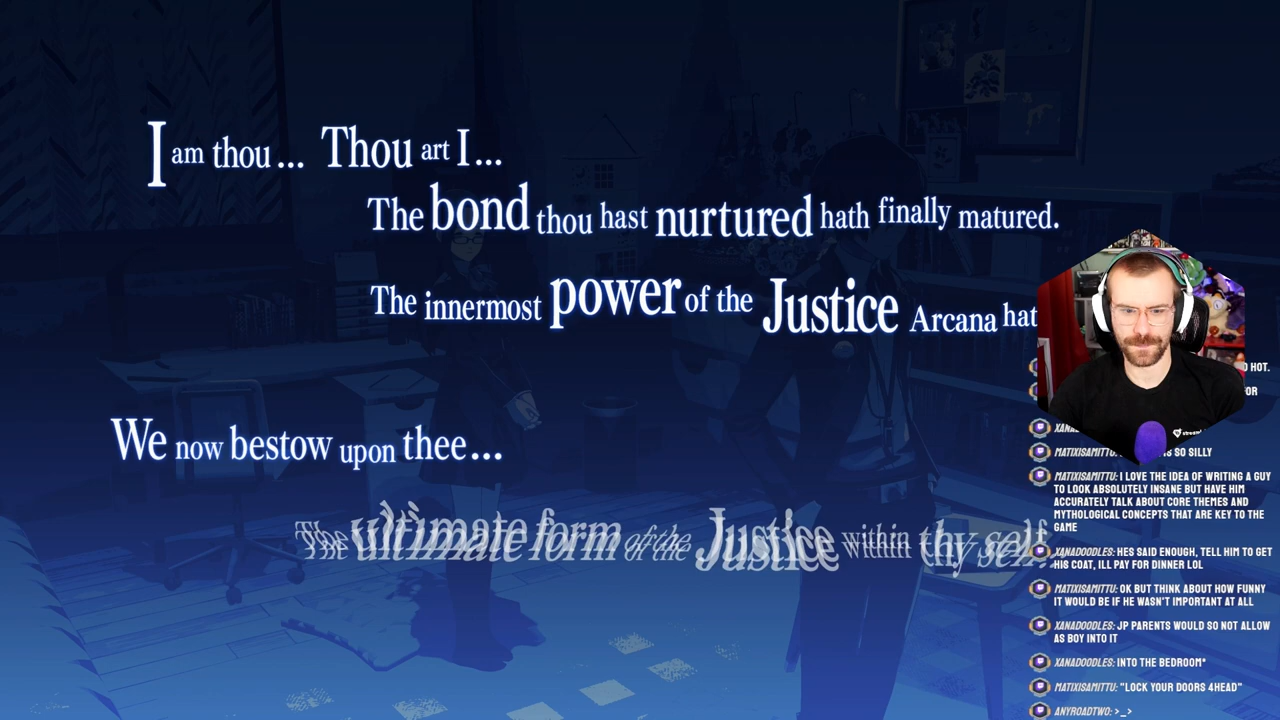 I am thou... Thou art I...
The bond thou hast nurtured hath finally matured.
The innermost power of the Justice Arcana
We now bestow upon thee...
The ultimate form of the Justice within thy self.
HOT.
MATIXISAMITTU: SO SILLY
MATIXISAMITTU: I LOVE THE IDEA OF WRITING A GUY
TO LOOK ABSOLUTELY INSANE BUT HAVE HIM
ACCURATELY TALK ABOUT CORE THEMES AND
MYTHOLOGICAL CONCEPTS THAT ARE KEY TO THE
GAME
XANADOODLES: HES SAID ENOUGH, TELL HIM TO GET
HIS COAT, ILL PAY FOR DINNER LOL
MATIXISAMITTU: OK BUT THINK ABOUT HOW FUNNY
IT WOULD BE IF HE WASN'T IMPORTANT AT ALL
XANADOODLES: JP PARENTS WOULD SO NOT ALLOW
AS BOY INTO IT
XANADOODLES: INTO THE BEDROOM*
MATIXISAMITTU: "LOCK YOUR DOORS 4HEAD"
ANYROADTWO: >_>